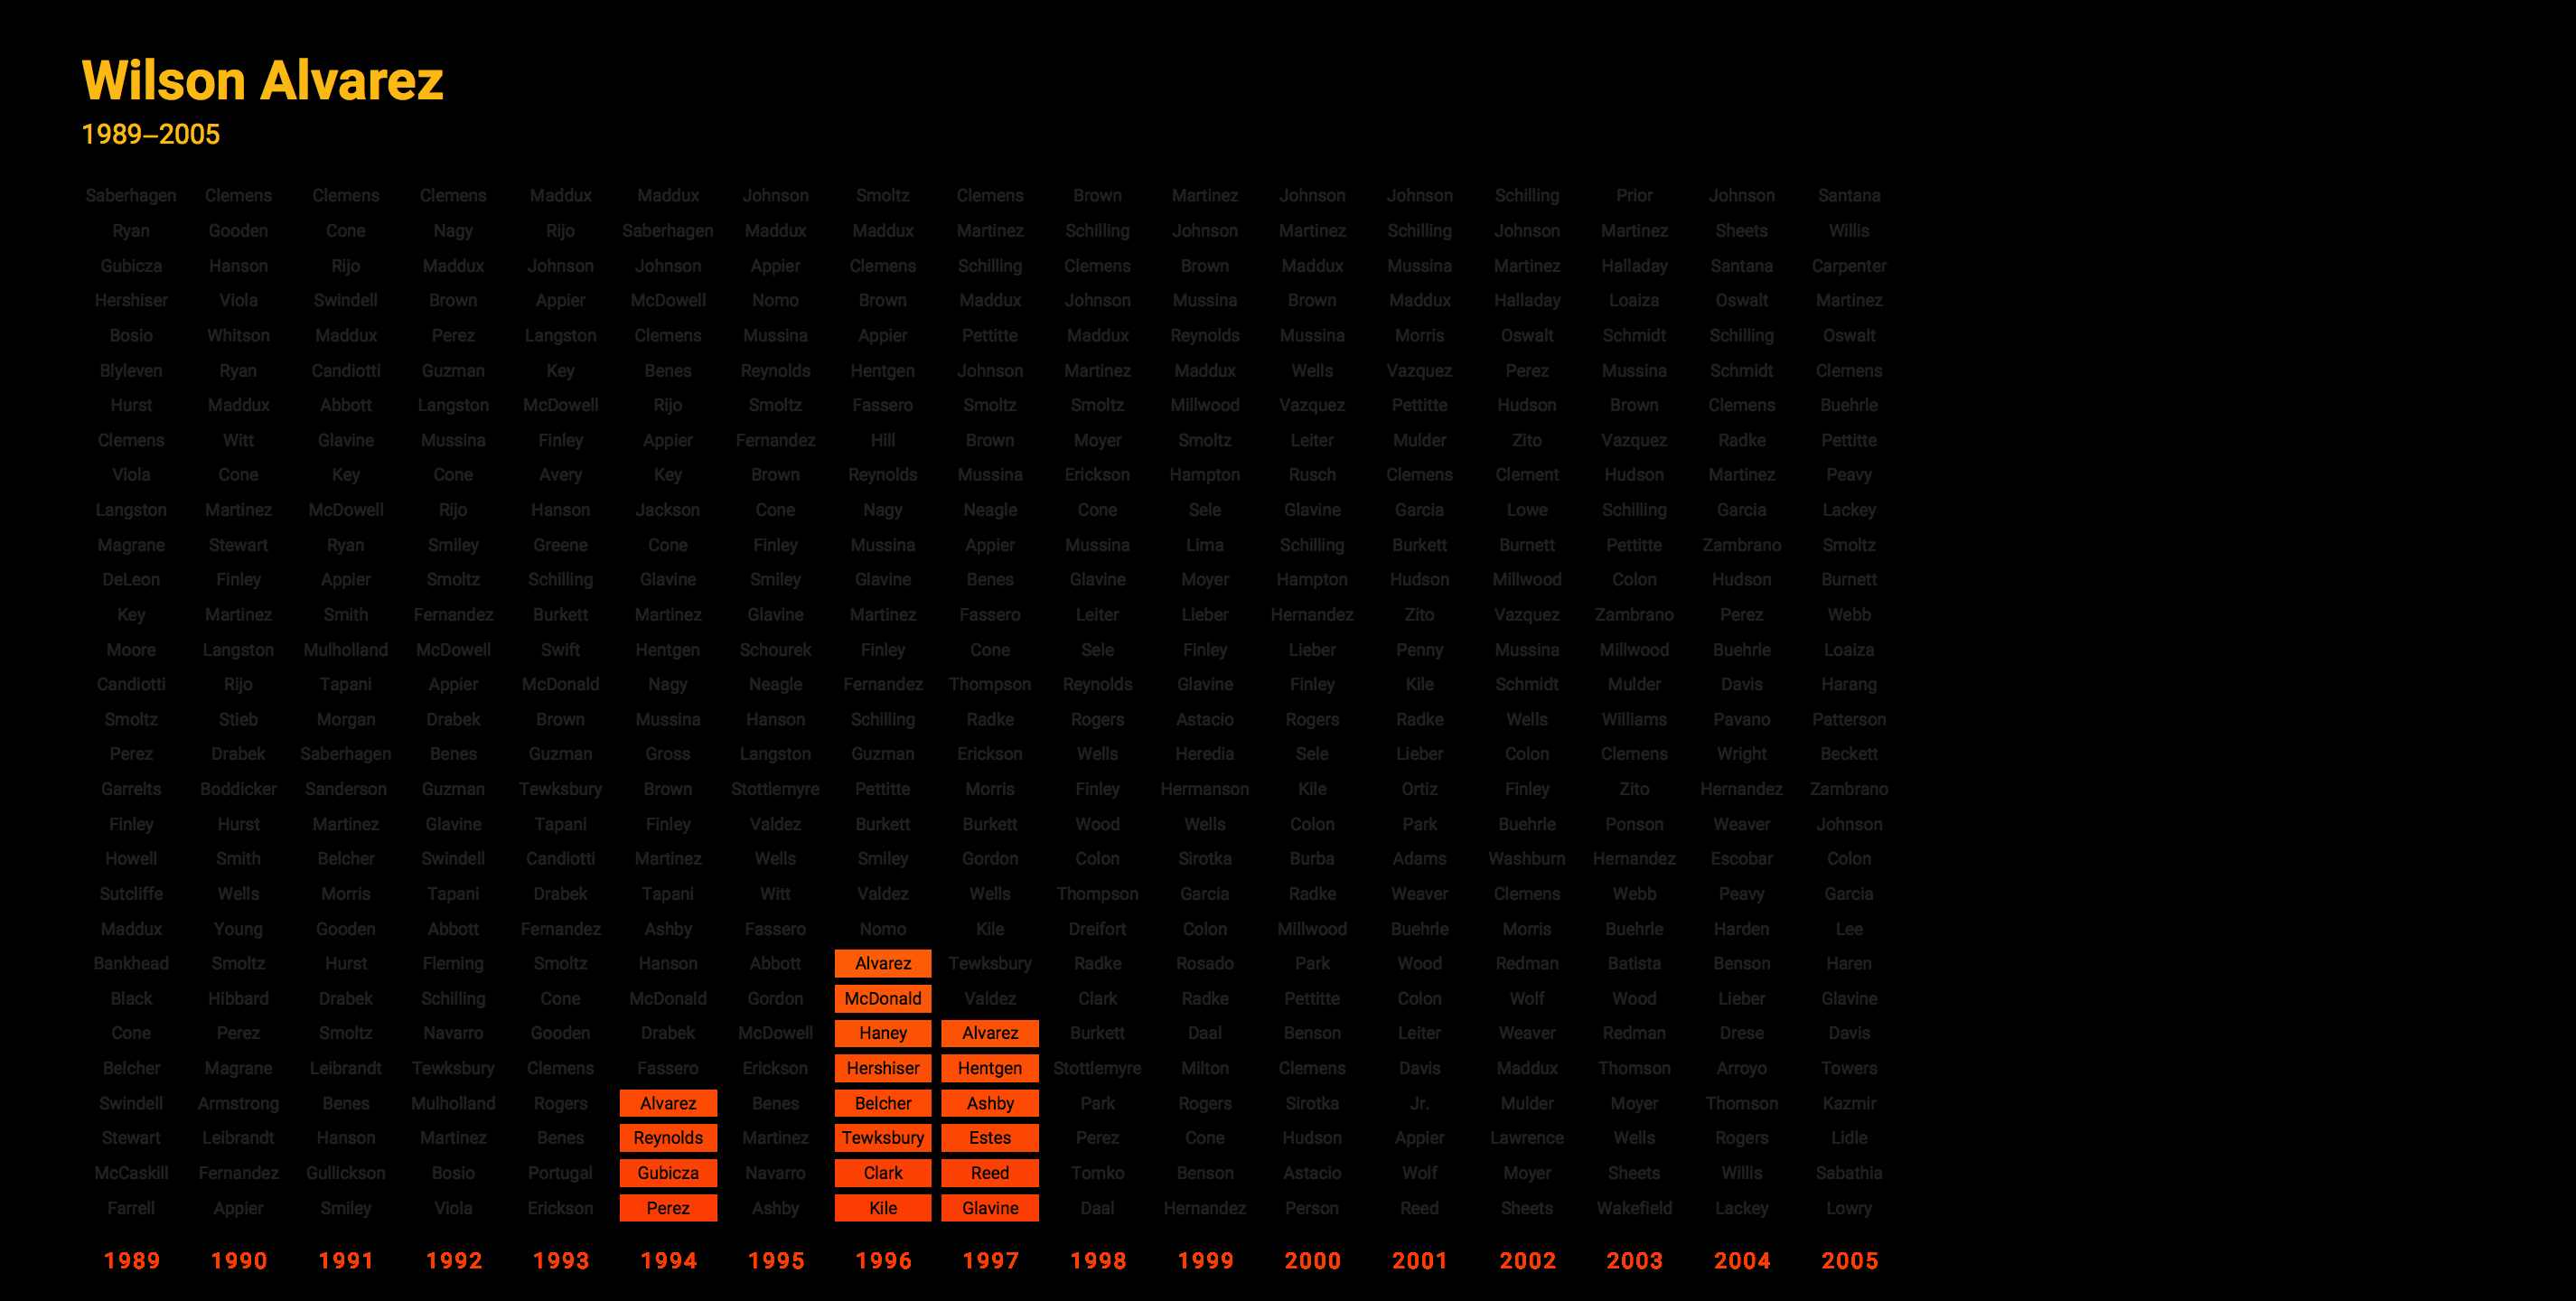 Wilson Alvarez
1989–2005
Saberhagen Clemens Clemens Clemens Maddux Maddux Johnson Smoltz Clemens Brown Martinez Johnson Johnson Schilling Prior Johnson Santana
Ryan Gooden Cone Nagy Rijo Saberhagen Maddux Maddux Martinez Schilling Johnson Martinez Schilling Johnson Martinez Sheets Willis
Gubicza Hanson Rijo Maddux Johnson Johnson Appier Clemens Schilling Clemens Brown Maddux Mussina Martinez Halladay Santana Carpenter
Hershiser Viola Swindell Brown Appier McDowell Nomo Brown Maddux Johnson Mussina Brown Maddux Halladay Loaiza Oswalt Martinez
Bosio Whitson Maddux Perez Langston Clemens Mussina Appier Pettitte Maddux Reynolds Mussina Morris Oswalt Schmidt Schilling Oswalt
Blyleven Ryan Candiotti Guzman Key Benes Reynolds Hentgen Johnson Martinez Maddux Wells Vazquez Perez Mussina Schmidt Clemens
Hurst Maddux Abbott Langston McDowell Rijo Smoltz Fassero Smoltz Smoltz Millwood Vazquez Pettitte Hudson Brown Clemens Buehrle
Clemens Witt Glavine Mussina Finley Appier Fernandez Hill Brown Moyer Smoltz Leiter Mulder Zito Vazquez Radke Pettitte
Viola Cone Key Cone Avery Key Brown Reynolds Mussina Erickson Hampton Rusch Clemens Clement Hudson Martinez Peavy
Langston Martinez McDowell Rijo Hanson Jackson Cone Nagy Neagle Cone Sele Glavine Garcia Lowe Schilling Garcia Lackey
Magrane Stewart Ryan Smiley Greene Cone Finley Mussina Appier Mussina Lima Schilling Burkett Burnett Pettitte Zambrano Smoltz
DeLeon Finley Appier Smoltz Schilling Glavine Smiley Glavine Benes Glavine Moyer Hampton Hudson Millwood Colon Hudson Burnett
Key Martinez Smith Fernandez Burkett Martinez Glavine Martinez Fassero Leiter Lieber Hernandez Zito Vazquez Zambrano Perez Webb
Moore Langston Mulholland McDowell Swift Hentgen Schourek Finley Cone Sele Finley Lieber Penny Mussina Millwood Buehrle Loaiza
Candiotti Rijo Tapani Appier McDonald Nagy Neagle Fernandez Thompson Reynolds Glavine Finley Kile Schmidt Mulder Davis Harang
Smoltz Stieb Morgan Drabek Brown Mussina Hanson Schilling Radke Rogers Astacio Rogers Radke Wells Williams Pavano Patterson
Perez Drabek Saberhagen Benes Guzman Gross Langston Guzman Erickson Wells Heredia Sele Lieber Colon Clemens Wright Beckett
Garrelts Boddicker Sanderson Guzman Tewksbury Brown Stottlemyre Pettitte Morris Finley Hermanson Kile Ortiz Finley Zito Hernandez Zambrano
Finley Hurst Martinez Glavine Tapani Finley Valdez Burkett Burkett Wood Wells Colon Park Buehrle Ponson Weaver Johnson
Howell Smith Belcher Swindell Candiotti Martinez Wells Smiley Gordon Colon Sirotka Burba Adams Washburn Hernandez Escobar Colon
Sutcliffe Wells Morris Tapani Drabek Tapani Witt Valdez Wells Thompson Garcia Radke Weaver Clemens Webb Peavy Garcia
Maddux Young Gooden Abbott Fernandez Ashby Fassero Nomo Kile Dreifort Colon Millwood Buehrle Morris Buehrle Harden Lee
Bankhead Smoltz Hurst Fleming Smoltz Hanson Abbott Alvarez Tewksbury Radke Rosado Park Wood Redman Batista Benson Haren
Black Hibbard Drabek Schilling Cone McDonald Gordon McDonald Valdez Clark Radke Pettitte Colon Wolf Wood Lieber Glavine
Cone Perez Smoltz Navarro Gooden Drabek McDowell Haney Alvarez Burkett Daal Benson Leiter Weaver Redman Drese Davis
Belcher Magrane Leibrandt Tewksbury Clemens Fassero Erickson Hershiser Hentgen Stottlemyre Milton Clemens Davis Maddux Thomson Arroyo Towers
Swindell Armstrong Benes Mulholland Rogers Alvarez Benes Belcher Ashby Park Rogers Sirotka Jr. Mulder Moyer Thomson Kazmir
Stewart Leibrandt Hanson Martinez Benes Reynolds Martinez Tewksbury Estes Perez Cone Hudson Appier Lawrence Wells Rogers Lidle
McCaskill Fernandez Gullickson Bosio Portugal Gubicza Navarro Clark Reed Tomko Benson Astacio Wolf Moyer Sheets Willis Sabathia
Farrell Appier Smiley Viola Erickson Perez Ashby Kile Glavine Daal Hernandez Person Reed Sheets Wakefield Lackey Lowry
1989 1990 1991 1992 1993 1994 1995 1996 1997 1998 1999 2000 2001 2002 2003 2004 2005